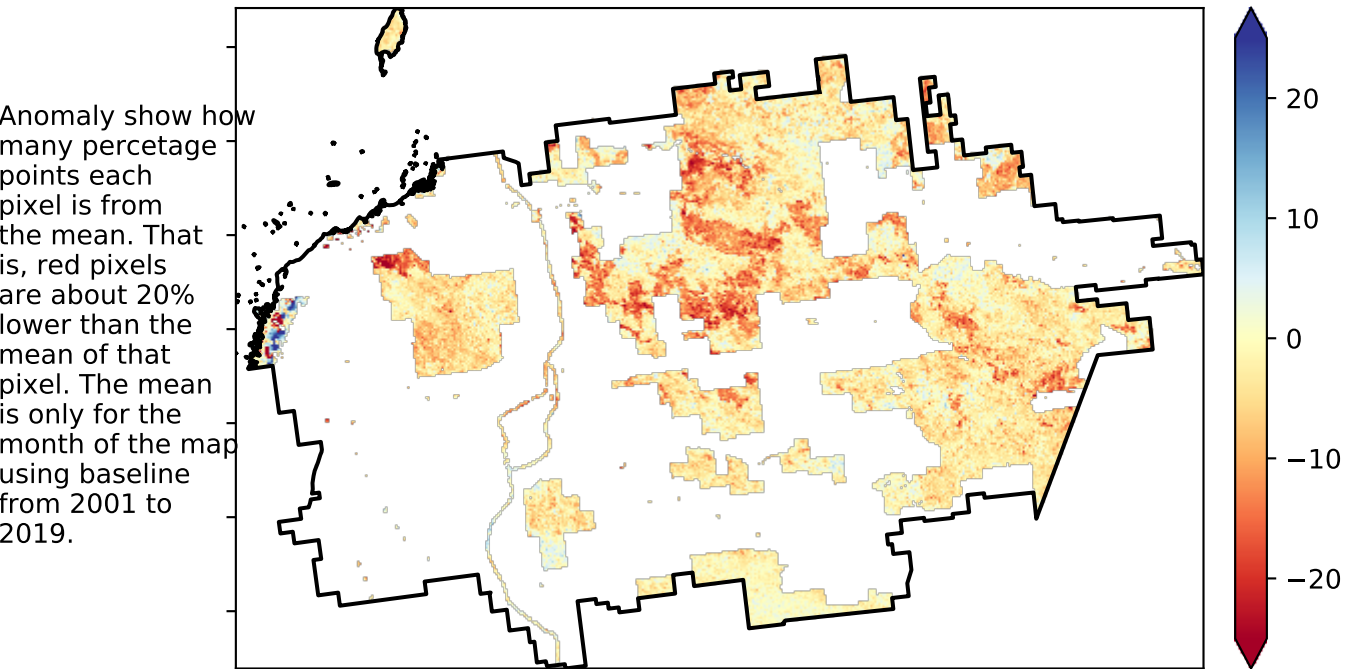 Anomaly show how
many percetage
points each
pixel is from
the mean. That
is, red pixels
are about 20%
lower than the
mean of that
pixel. The mean
is only for the
month of the map
using baseline
from 2001 to
2019.
20
10
0
−10
−20